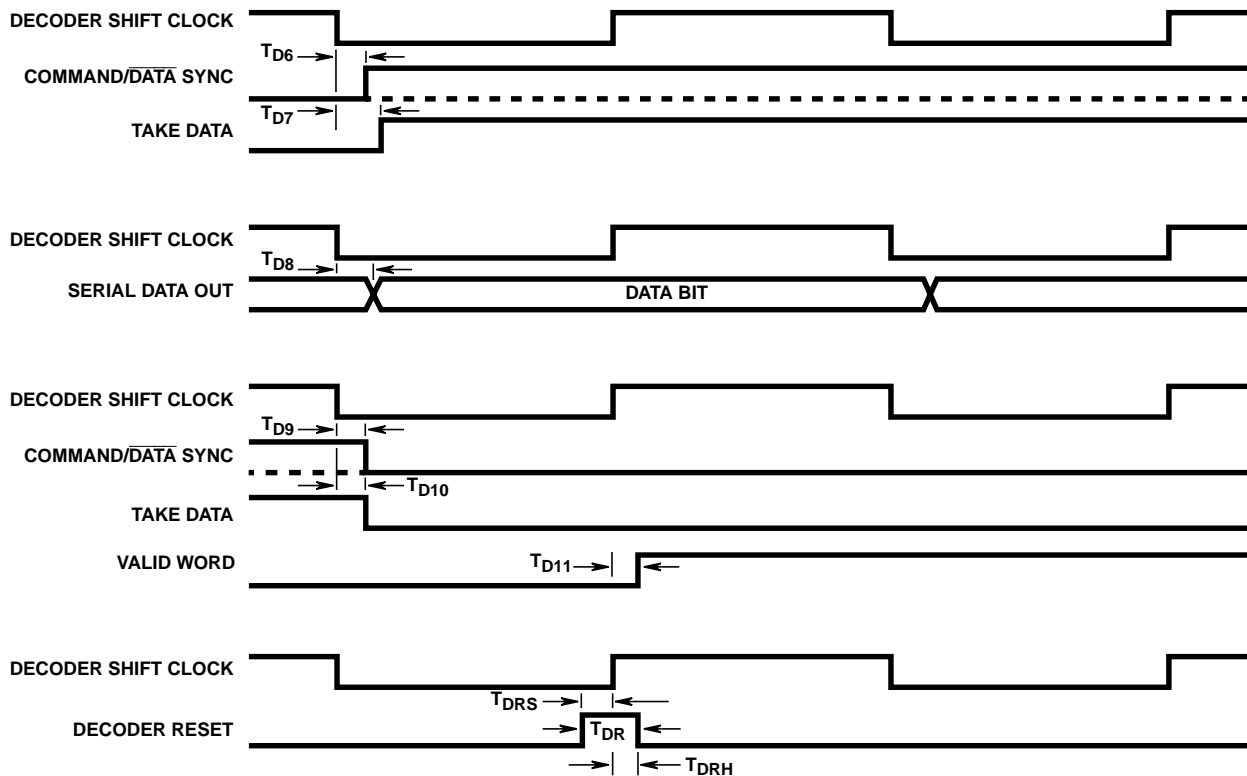 DECODER SHIFT CLOCK
TD6
COMMAND/D̅A̅T̅A̅ SYNC
TD7
TAKE DATA
DECODER SHIFT CLOCK
TD8
SERIAL DATA OUT
DATA BIT
DECODER SHIFT CLOCK
TD9
COMMAND/D̅A̅T̅A̅ SYNC
TD10
TAKE DATA
VALID WORD
TD11
DECODER SHIFT CLOCK
TDRS
DECODER RESET
TDR
TDRH